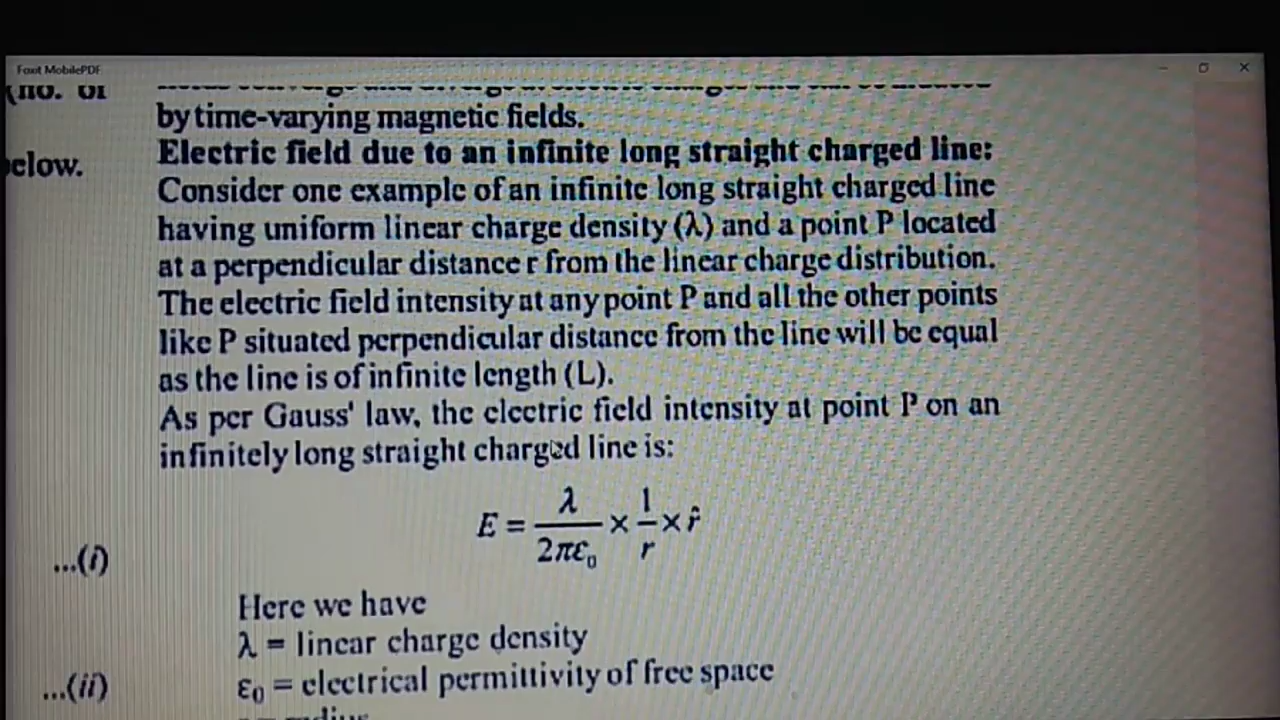 Foxit MobilePDF
(no. of
by time-varying magnetic fields.
Electric field due to an infinite long straight charged line:
below.
Consider one example of an infinite long straight charged line
having uniform linear charge density (λ) and a point P located
at a perpendicular distance r from the linear charge distribution.
The electric field intensity at any point P and all the other points
like P situated perpendicular distance from the line will be equal
as the line is of infinite length (L).
As per Gauss' law, the electric field intensity at point P on an
infinitely long straight charged line is:
E = λ/2πε₀ × 1/r × r̂
...(i)
Here we have
λ = linear charge density
...(ii)
ε₀ = electrical permittivity of free space